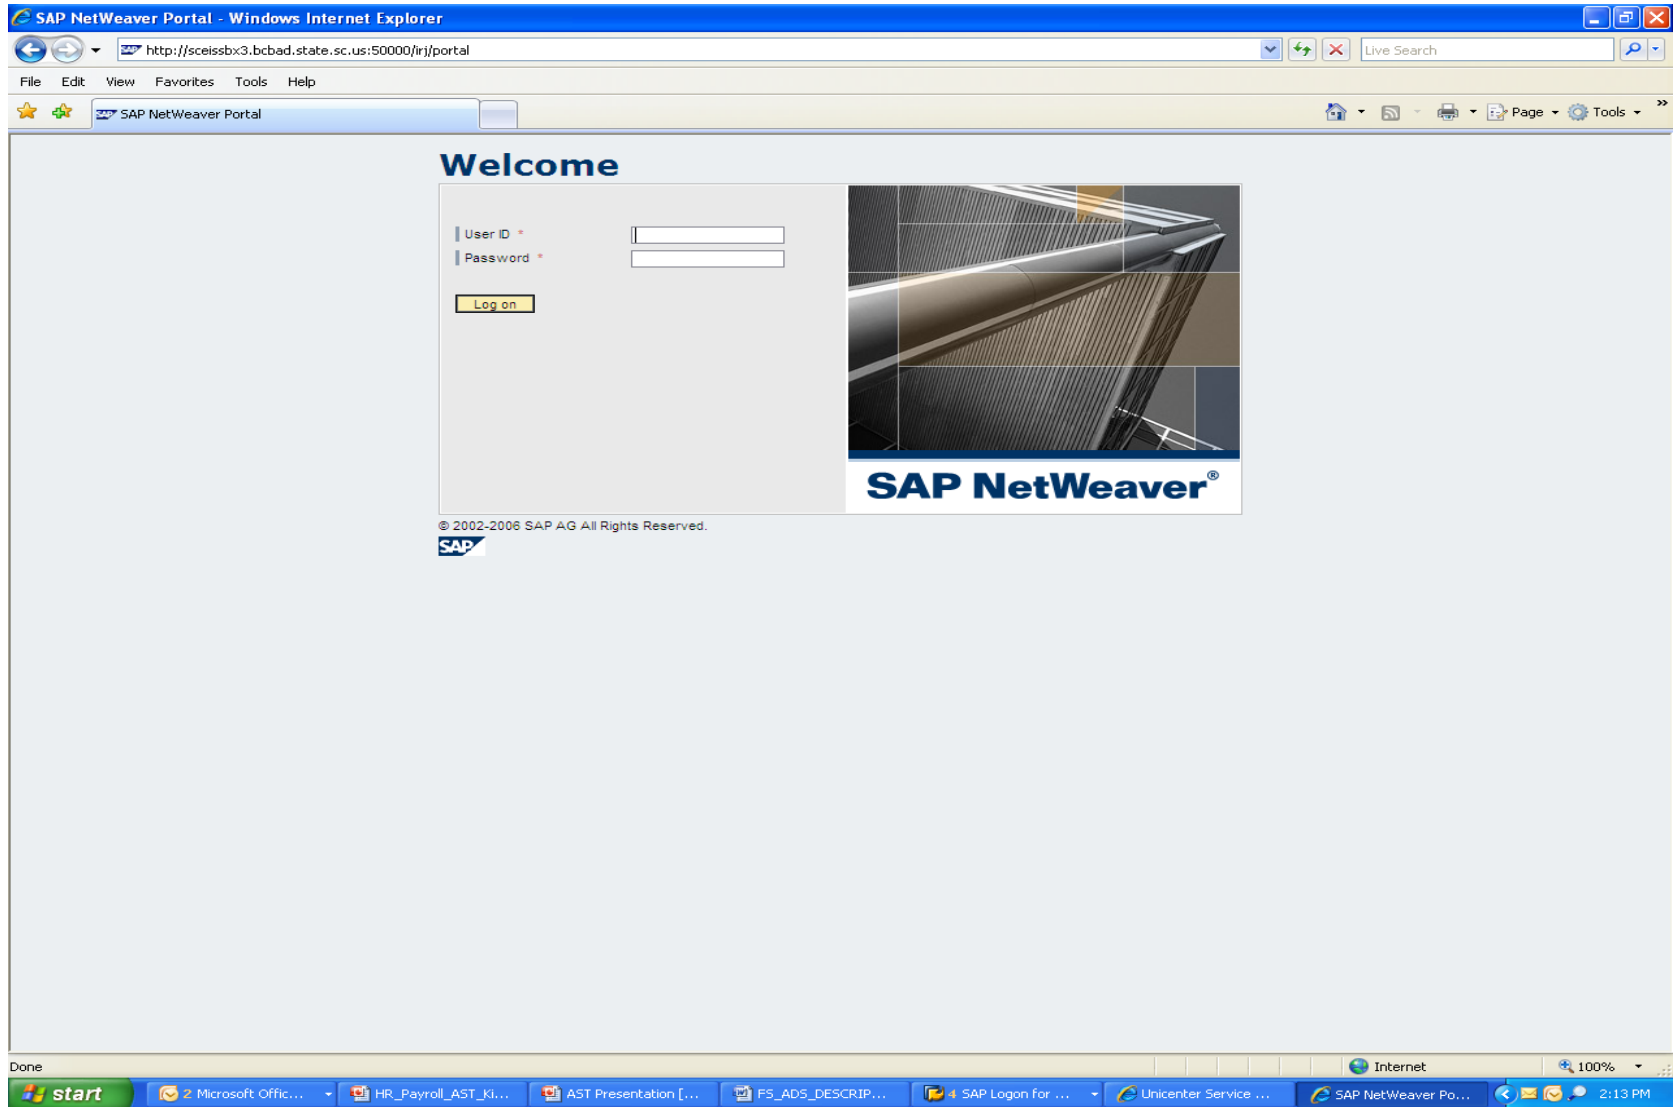 SAP NetWeaver Portal - Windows Internet Explorer
http://sceissbx3.bcbad.state.sc.us:50000/irj/portal
Live Search
File Edit View Favorites Tools Help
SAP NetWeaver Portal
Page Tools »
Welcome
User ID *
Password *
Log on
SAP NetWeaver®
© 2002-2006 SAP AG All Rights Reserved.
SAP
Done
Internet
100%
start
2 Microsoft Offic...
HR_Payroll_AST_Ki...
AST Presentation [...
FS_ADS_DESCRIP...
4 SAP Logon for ...
Unicenter Service ...
SAP NetWeaver Po...
2:13 PM